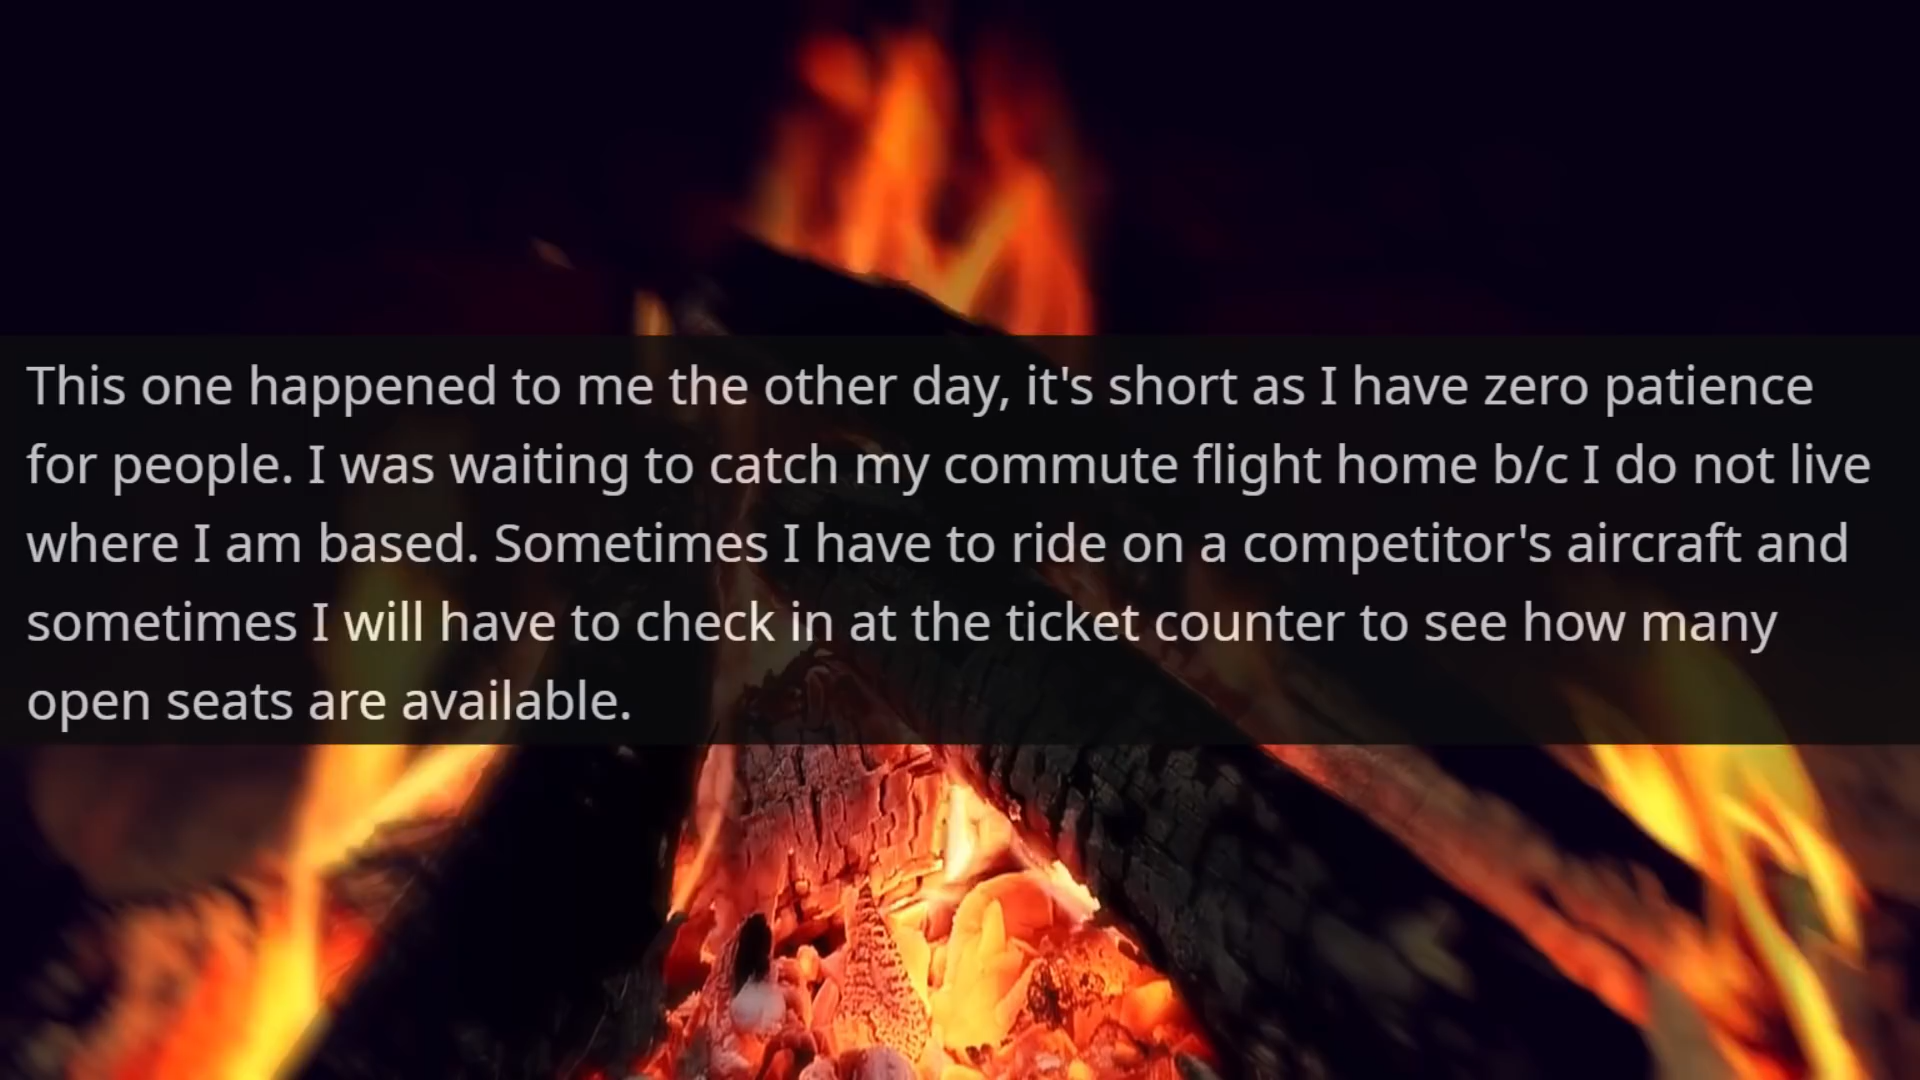 This one happened to me the other day, it's short as I have zero patience
for people. I was waiting to catch my commute flight home b/c I do not live
where I am based. Sometimes I have to ride on a competitor's aircraft and
sometimes I will have to check in at the ticket counter to see how many
open seats are available.